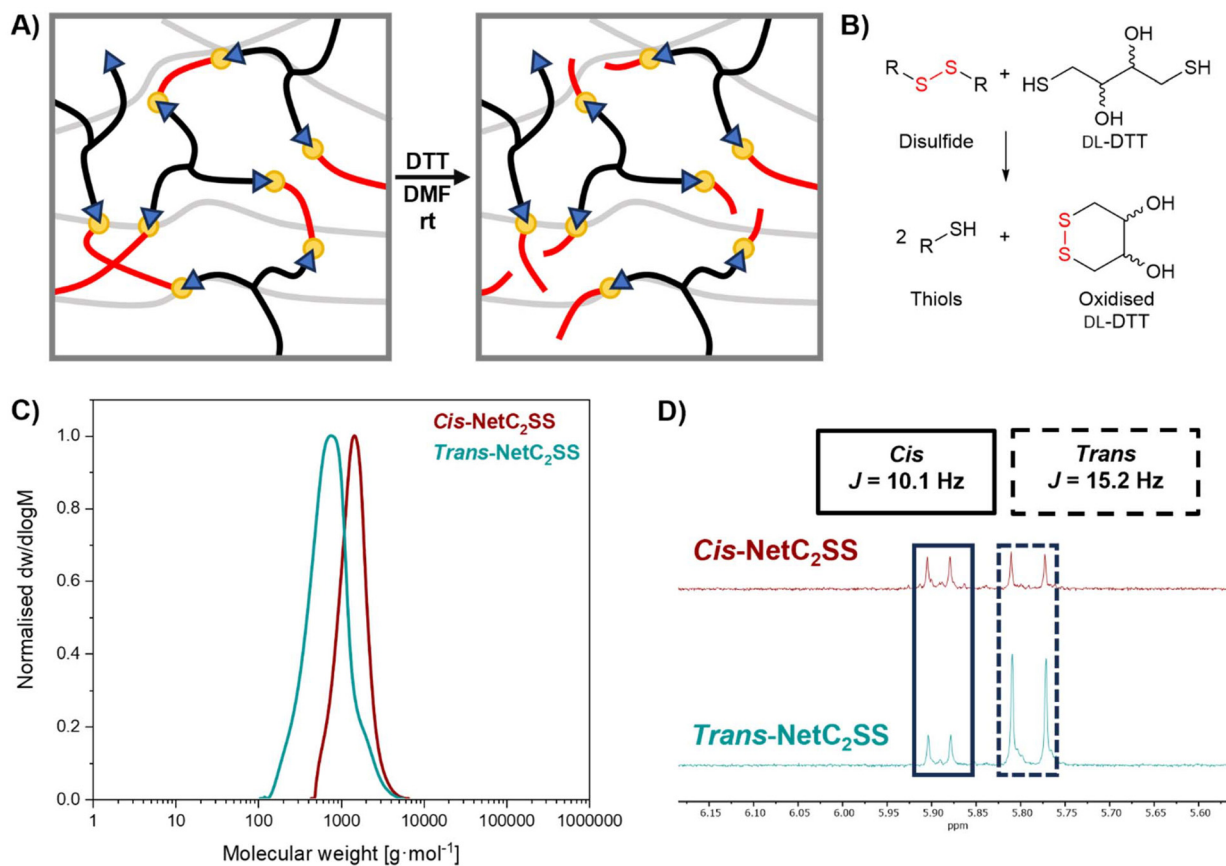 A)
DTT
DMF
rt
B)
R
S
S
R
+
HS
OH
OH
SH
Disulfide
DL-DTT
2
R
SH
+
S
S
OH
OH
Thiols
Oxidised
DL-DTT
C)
Cis-NetC₂SS
Trans-NetC₂SS
Normalised dw/dlogM
1.0
0.8
0.6
0.4
0.2
0.0
1
10
100
1000
10000
100000
1000000
Molecular weight [g·mol⁻¹]
D)
Cis
J = 10.1 Hz
Trans
J = 15.2 Hz
Cis-NetC₂SS
Trans-NetC₂SS
6.15 6.10 6.05 6.00 5.95 5.90 5.85 5.80 5.75 5.70 5.65 5.60
ppm